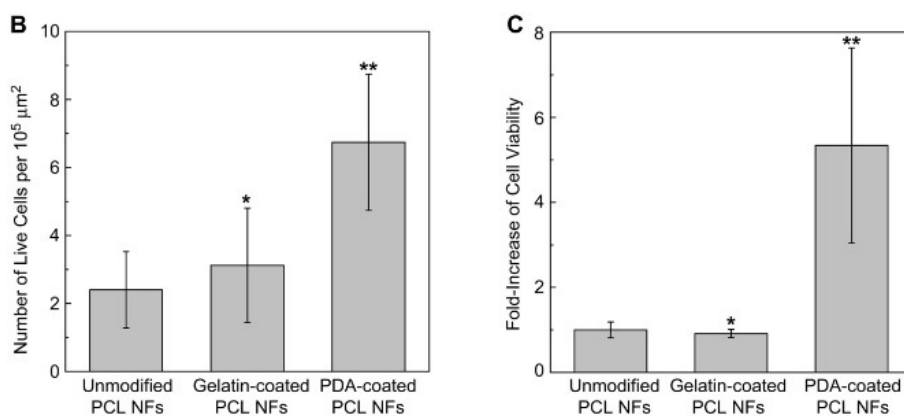 B
Number of Live Cells per 10⁵ μm²
10
8
6
4
2
0
*
**
Unmodified PCL NFs
Gelatin-coated PCL NFs
PDA-coated PCL NFs
C
Fold-Increase of Cell Viability
8
6
4
2
0
*
**
Unmodified PCL NFs
Gelatin-coated PCL NFs
PDA-coated PCL NFs